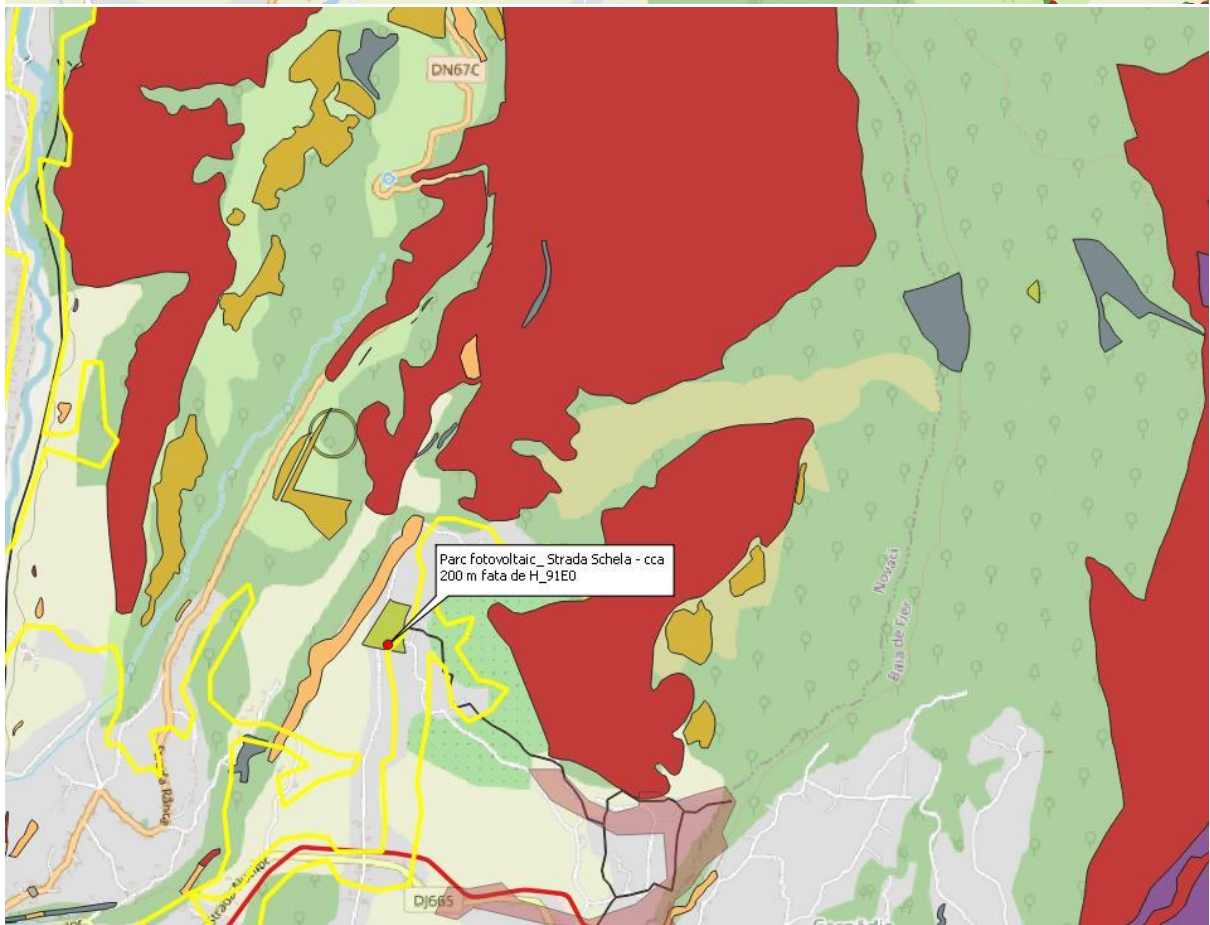 DN67C
Parc fotovoltaic_ Strada Schela - cca
200 m fata de H_91E0
Novaci
Baia de Fier
DJ665